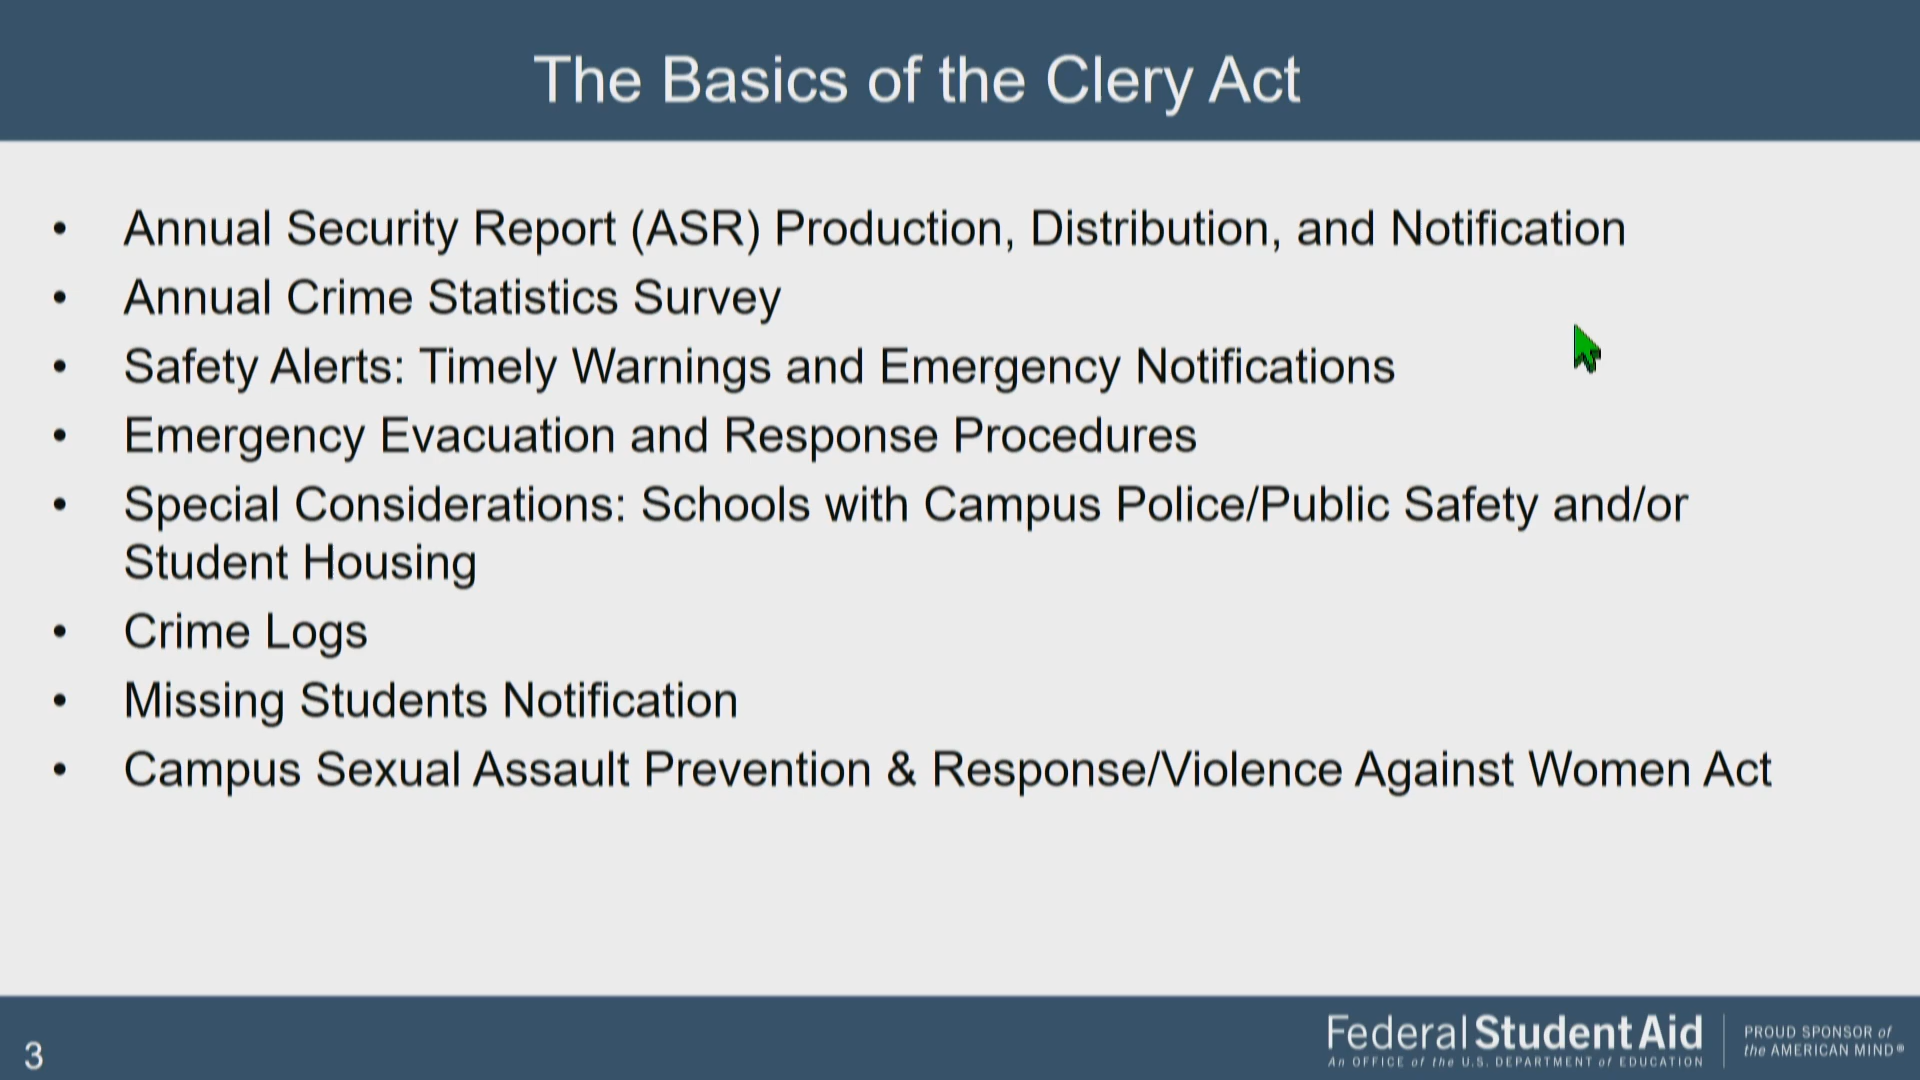 The Basics of the Clery Act
• Annual Security Report (ASR) Production, Distribution, and Notification
• Annual Crime Statistics Survey
• Safety Alerts: Timely Warnings and Emergency Notifications
• Emergency Evacuation and Response Procedures
• Special Considerations: Schools with Campus Police/Public Safety and/or
Student Housing
• Crime Logs
• Missing Students Notification
• Campus Sexual Assault Prevention & Response/Violence Against Women Act
3
Federal Student Aid
An OFFICE of the U.S. DEPARTMENT of EDUCATION
PROUD SPONSOR of
the AMERICAN MIND®